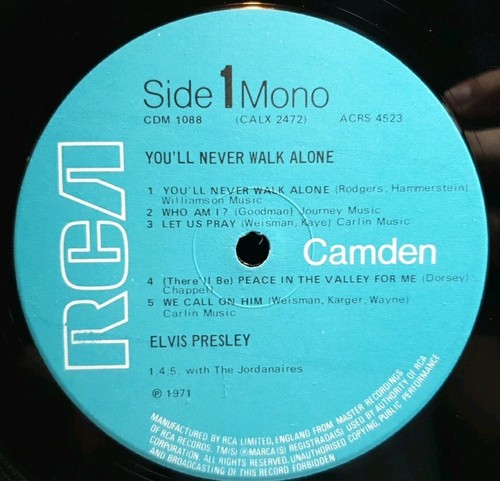 Side 1 Mono
CDM 1088 (CALX 2472) ACRS 4523
YOU'LL NEVER WALK ALONE
1 YOU'LL NEVER WALK ALONE (Rodgers, Hammerstein)
Williamson Music
2 WHO AM I? (Goodman) Journey Music
3 LET US PRAY (Weisman, Kaye) Carlin Music
RCA
Camden
4 (There'll Be) PEACE IN THE VALLEY FOR ME (Dorsey)
Chappell
5 WE CALL ON HIM (Weisman, Karger, Wayne)
Carlin Music
ELVIS PRESLEY
1,4,5, with The Jordanaires
℗ 1971
MANUFACTURED BY RCA LIMITED, ENGLAND FROM MASTER RECORDINGS
OF RCA RECORDS. TM(S) ® MARCA(S) REGISTRADA(S) USED BY AUTHORITY OF RCA
CORPORATION. ALL RIGHTS RESERVED. UNAUTHORISED COPYING, PUBLIC PERFORMANCE
AND BROADCASTING OF THIS RECORD FORBIDDEN